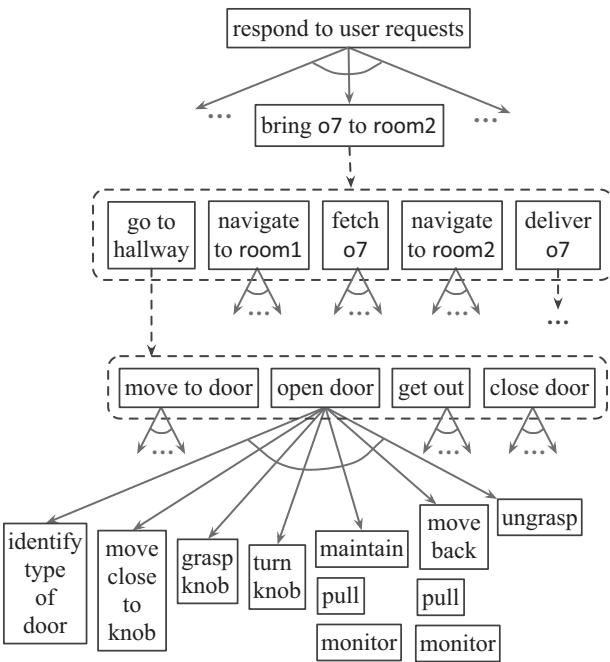 respond to user requests
...
...
bring o7 to room2
go to
hallway
navigate
to room1
fetch
o7
navigate
to room2
deliver
o7
...
...
...
...
move to door
open door
get out
close door
...
...
...
identify
type
of
door
move
close
to
knob
grasp
knob
turn
knob
maintain
pull
monitor
move
back
pull
monitor
ungrasp